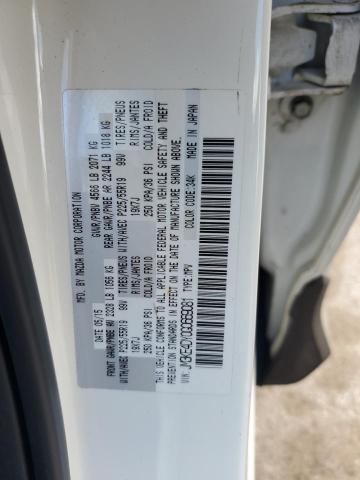 MFD. BY MAZDA MOTOR CORPORATION
DATE 05/15 GVWR/PNBV 4566 LB 2071 KG
FRONT GAWR/PNBE AV 2328 LB 1056 KG REAR GAWR/PNBE AR 2244 LB 1018 KG
WITH/AVEC P225/55R19 99V TIRES/PNEUS WITH/AVEC P225/55R19 99V TIRES/PNEUS
19X7J RIMS/JANTES 19X7J RIMS/JANTES
250 KPA/36 PSI COLD/A FROID 250 KPA/36 PSI COLD/A FROID
THIS VEHICLE CONFORMS TO ALL APPLICABLE FEDERAL MOTOR VEHICLE SAFETY AND THEFT
PREVENTION STANDARDS IN EFFECT ON THE DATE OF MANUFACTURE SHOWN ABOVE.
TYPE: MPV COLOR CODE: 34K MADE IN JAPAN